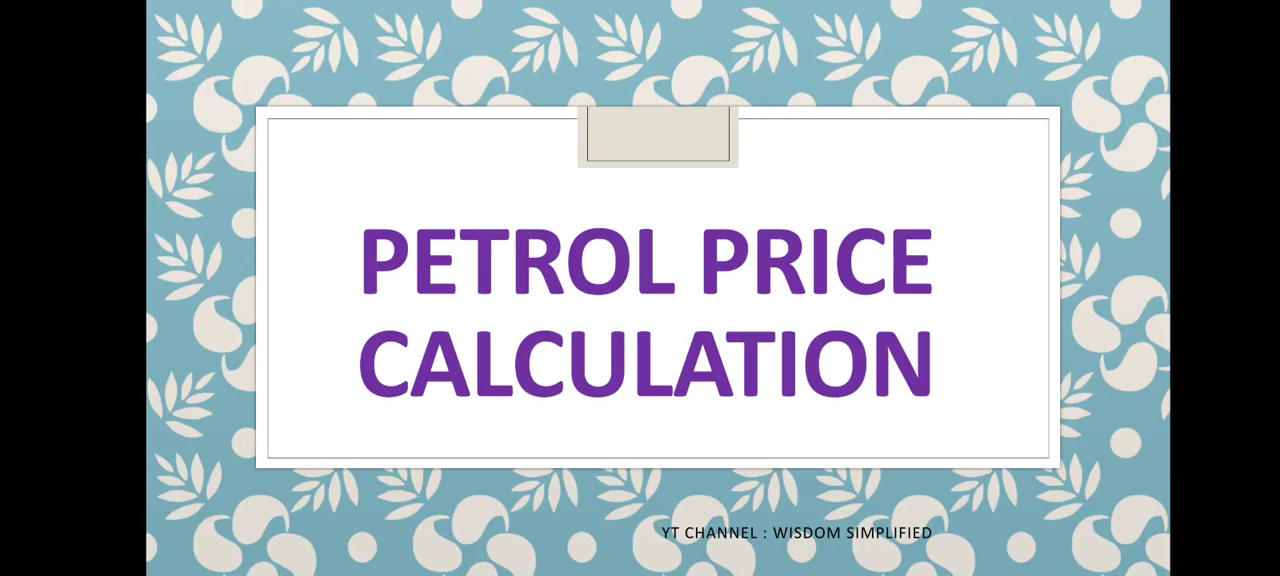 PETROL PRICE
CALCULATION
YT CHANNEL : WISDOM SIMPLIFIED